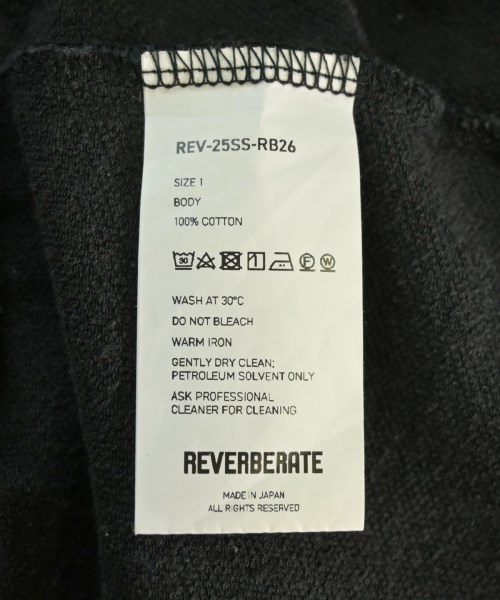 REV-25SS-RB26
SIZE 1
BODY
100% COTTON
30 F W
WASH AT 30°C
DO NOT BLEACH
WARM IRON
GENTLY DRY CLEAN;
PETROLEUM SOLVENT ONLY
ASK PROFESSIONAL
CLEANER FOR CLEANING
REVERBERATE
MADE IN JAPAN
ALL RIGHTS RESERVED